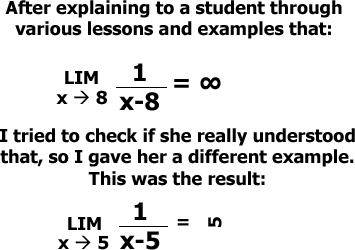 After explaining to a student through
various lessons and examples that:
LIM x → 8 1/x-8 = ∞
I tried to check if she really understood
that, so I gave her a different example.
This was the result:
LIM x → 5 1/x-5 = 5